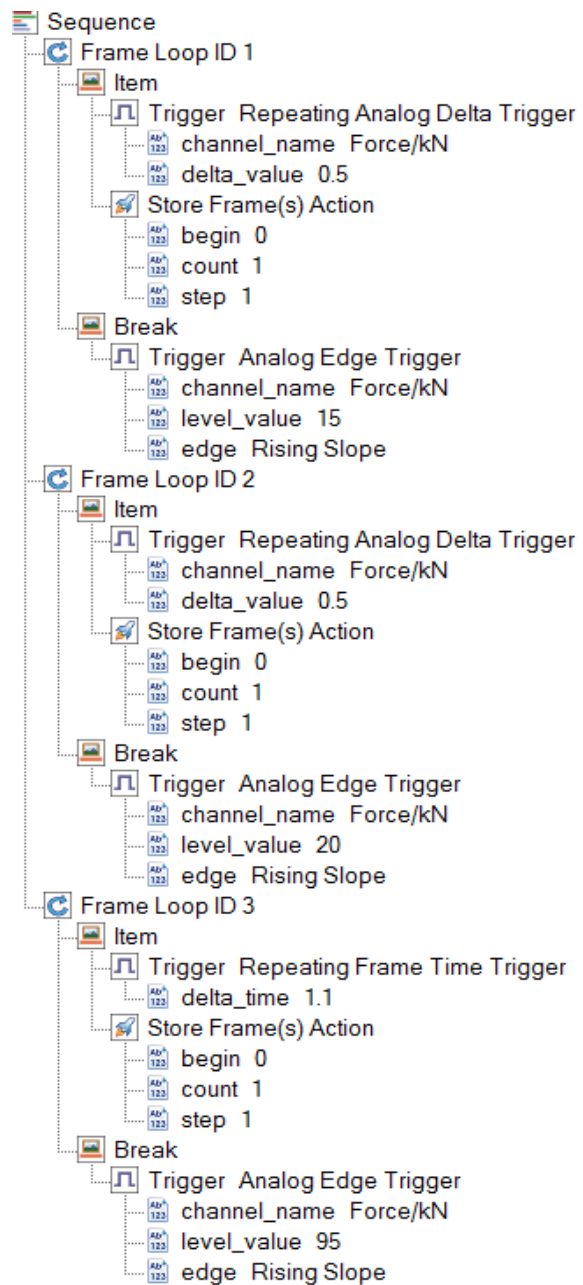 Sequence
Frame Loop ID 1
Item
Trigger Repeating Analog Delta Trigger
channel_name Force/kN
delta_value 0.5
Store Frame(s) Action
begin 0
count 1
step 1
Break
Trigger Analog Edge Trigger
channel_name Force/kN
level_value 15
edge Rising Slope
Frame Loop ID 2
Item
Trigger Repeating Analog Delta Trigger
channel_name Force/kN
delta_value 0.5
Store Frame(s) Action
begin 0
count 1
step 1
Break
Trigger Analog Edge Trigger
channel_name Force/kN
level_value 20
edge Rising Slope
Frame Loop ID 3
Item
Trigger Repeating Frame Time Trigger
delta_time 1.1
Store Frame(s) Action
begin 0
count 1
step 1
Break
Trigger Analog Edge Trigger
channel_name Force/kN
level_value 95
edge Rising Slope